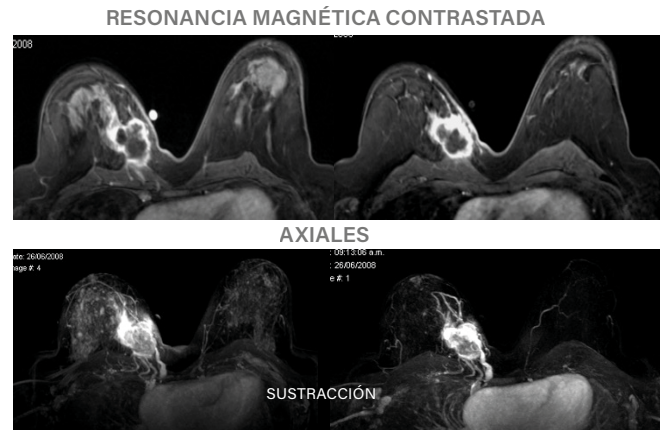 RESONANCIA MAGNÉTICA CONTRASTADA
2008
AXIALES
ate: 26/06/2008
age #: 4
: 09:13:06 a.m.
: 26/06/2008
e #: 1
SUSTRACCIÓN